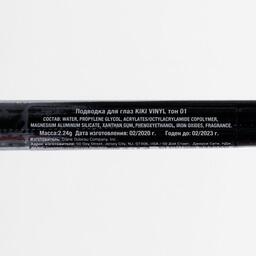 Подводка для глаз KIKI VINYL тон 01
СОСТАВ: WATER, PROPYLENE GLYCOL, ACRYLATES/OCTYLACRYLAMIDE COPOLYMER,
MAGNESIUM ALUMINUM SILICATE, XANTHAN GUM, PHENOXYETHANOL, IRON OXIDES, FRAGRANCE.
Масса:2.24g Дата изготовления: 02/2020 г. Годен до: 02/2023 г.
Изготовитель: